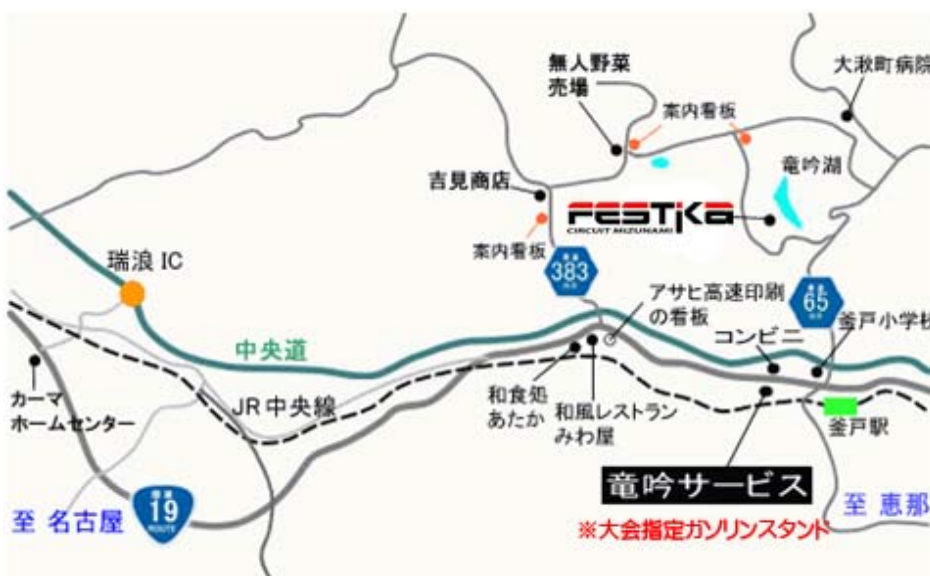 無人野菜
売場
大湫町病院
案内看板
竜吟湖
吉見商店
FESTIKA
CIRCUIT MIZUNAMI
案内看板
383
瑞浪 IC
アサヒ高速印刷
の看板
65
釜戸小学校
コンビニ
中央道
カーマ
ホームセンター
JR中央線
和食処
あたか
和風レストラン
みわ屋
釜戸駅
竜吟サービス
19
ROUTE
至 名古屋
至 恵那
※大会指定ガソリンスタンド